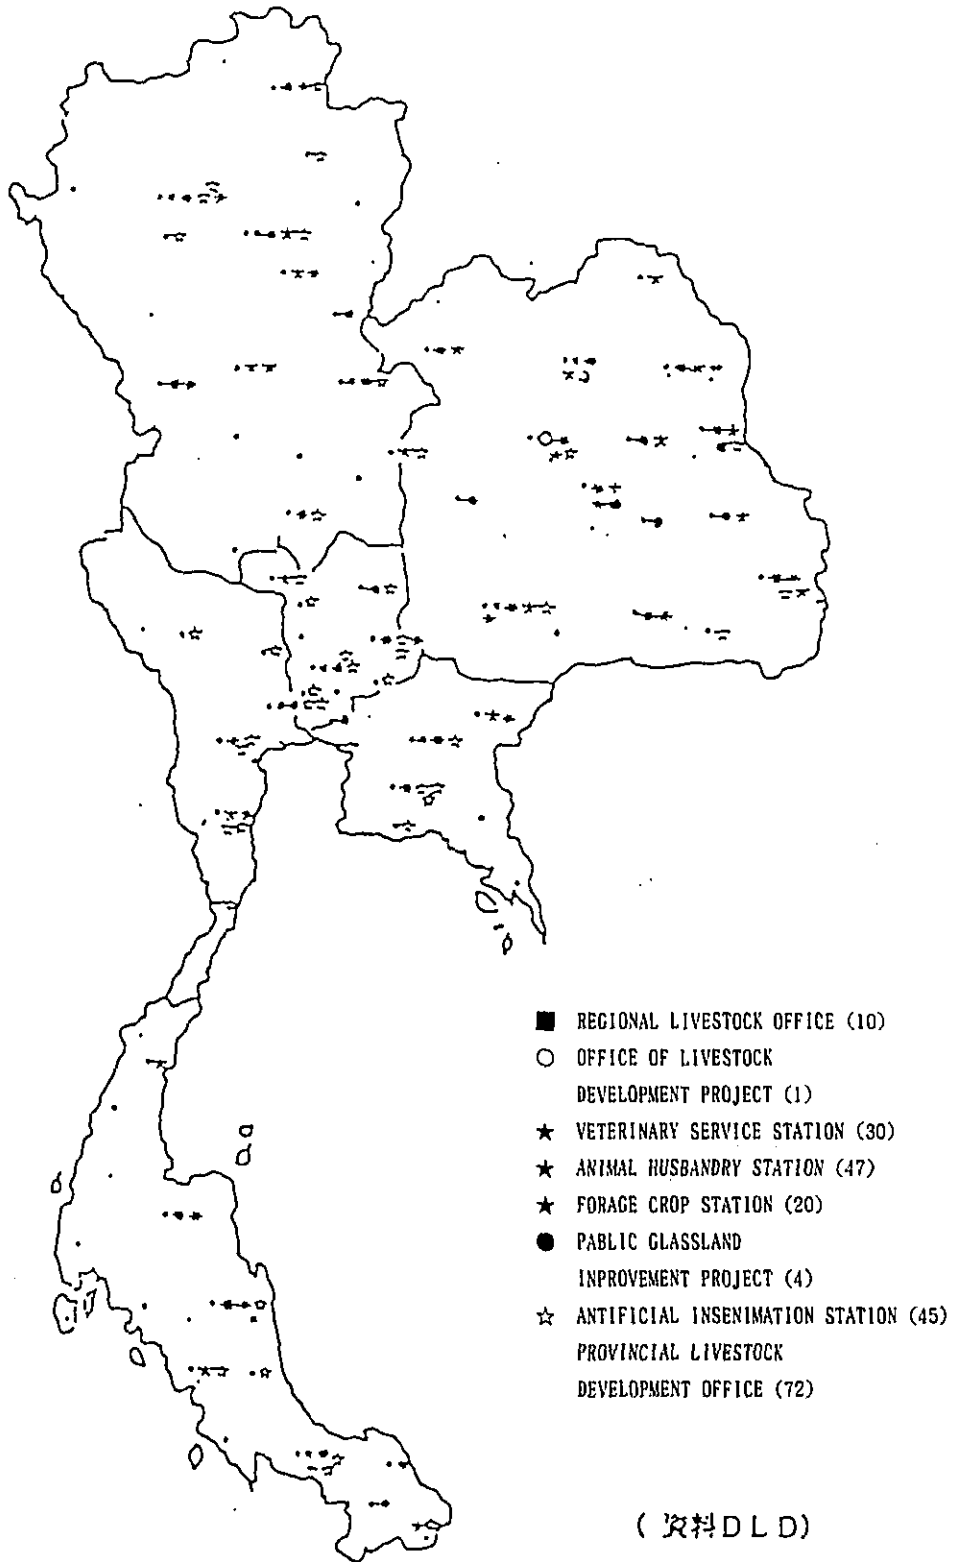 ■ REGIONAL LIVESTOCK OFFICE (10)
○ OFFICE OF LIVESTOCK
DEVELOPMENT PROJECT (1)
★ VETERINARY SERVICE STATION (30)
★ ANIMAL HUSBANDRY STATION (47)
★ FORAGE CROP STATION (20)
● PABLIC GLASSLAND
INPROVEMENT PROJECT (4)
☆ ANTIFICIAL INSENIMATION STATION (45)
PROVINCIAL LIVESTOCK
DEVELOPMENT OFFICE (72)
(資料DLD)